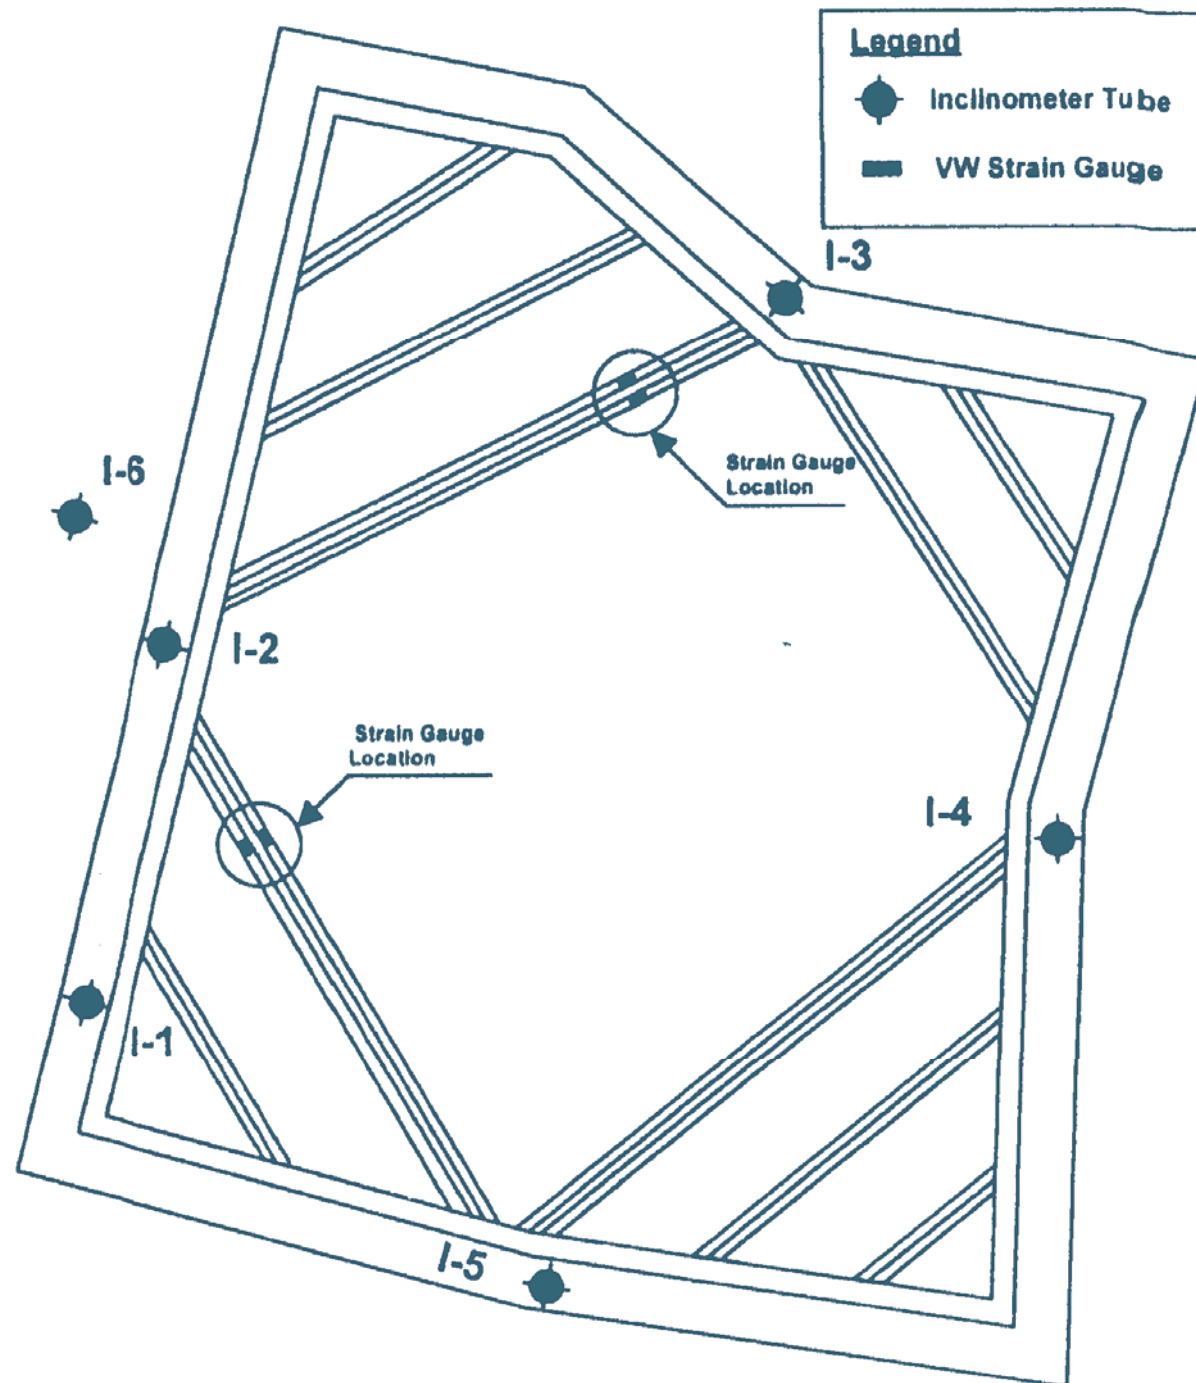 Legend
Inclinometer Tube
VW Strain Gauge
I-3
I-6
Strain Gauge
Location
I-2
Strain Gauge
Location
I-4
I-1
I-5